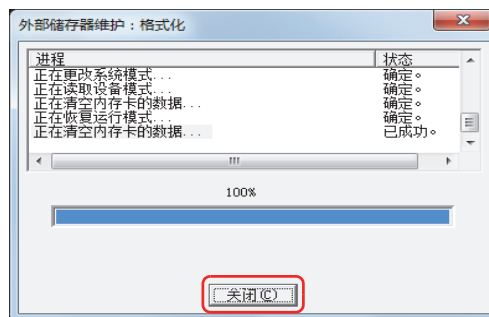 外部储存器维护：格式化
进程 状态
正在更改系统模式... 确定。
正在读取设备模式... 确定。
正在清空内存卡的数据... 确定。
正在恢复运行模式... 确定。
正在清空内存卡的数据... 已成功。
100%
关闭(C)